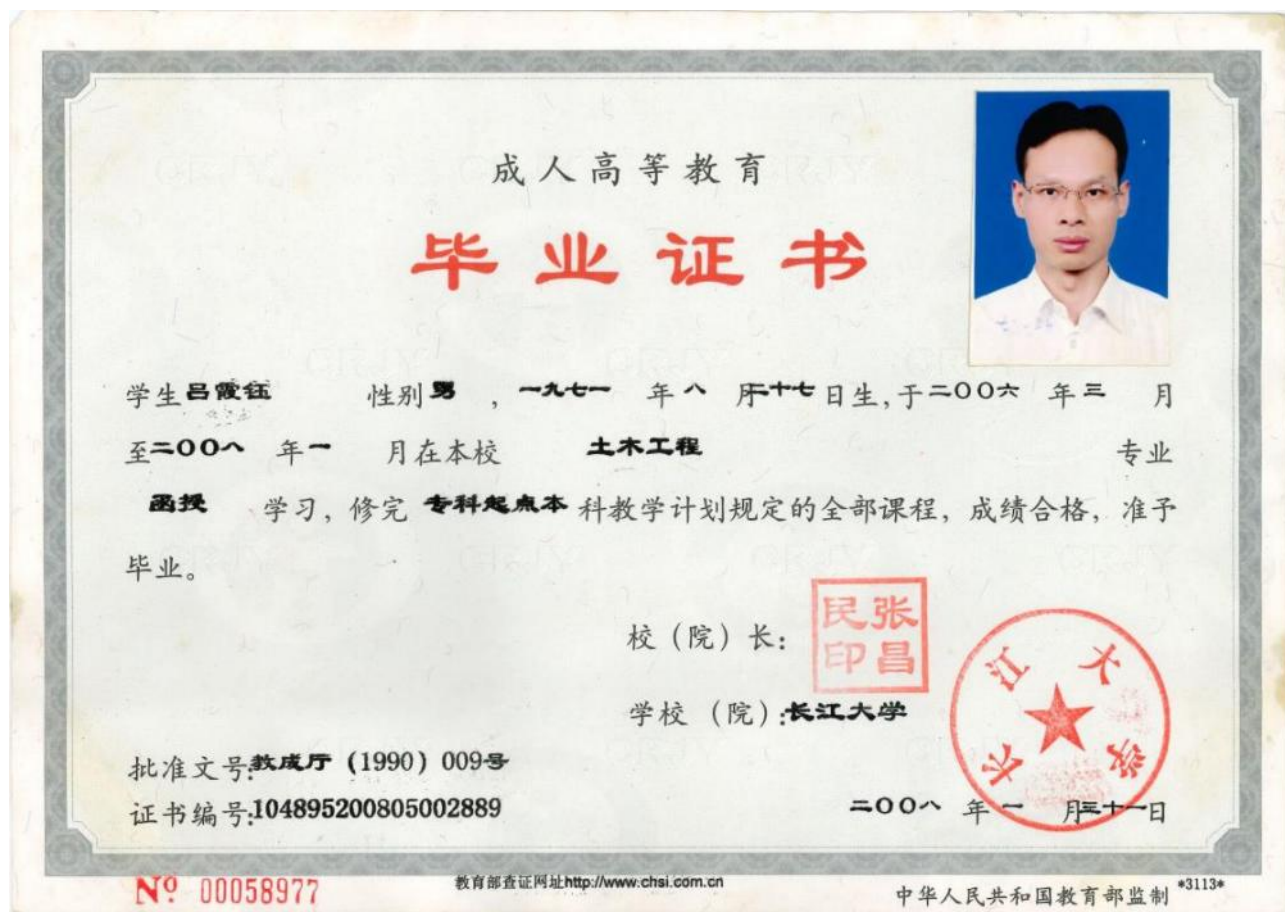 成人高等教育
毕业证书
学生吕霞钰 性别男，一九七一年八月二十七日生，于二〇〇六年三月
至二〇〇八年一月在本校 土木工程 专业
函授 学习，修完 专科起点本 科教学计划规定的全部课程，成绩合格，准予
毕业。
校（院）长：
张昌民印
学校（院）：长江大学
长江大学
批准文号：教成厅（1990）009号
证书编号：104895200805002889
二〇〇八年一月三十一日
Nº 00058977
教育部查证网址http://www.chsi.com.cn
中华人民共和国教育部监制 *3113*